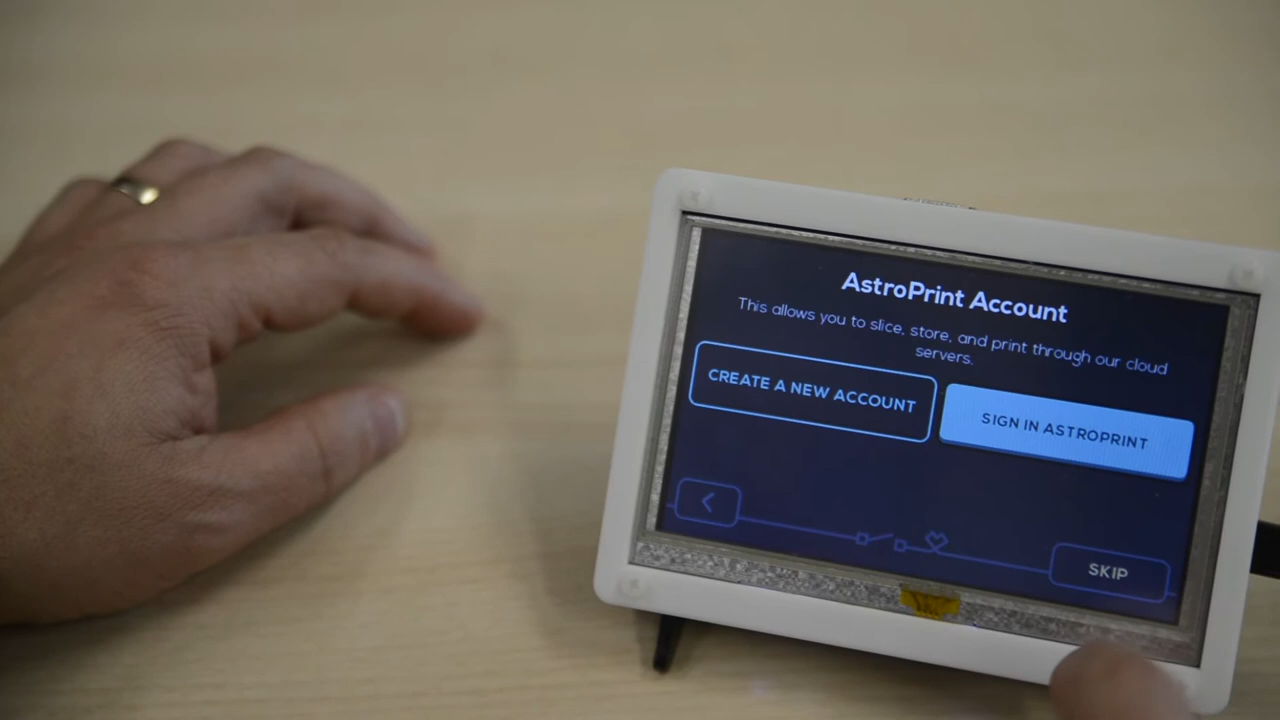 AstroPrint Account
This allows you to slice, store, and print through our cloud
servers.
CREATE A NEW ACCOUNT
SIGN IN ASTROPRINT
SKIP